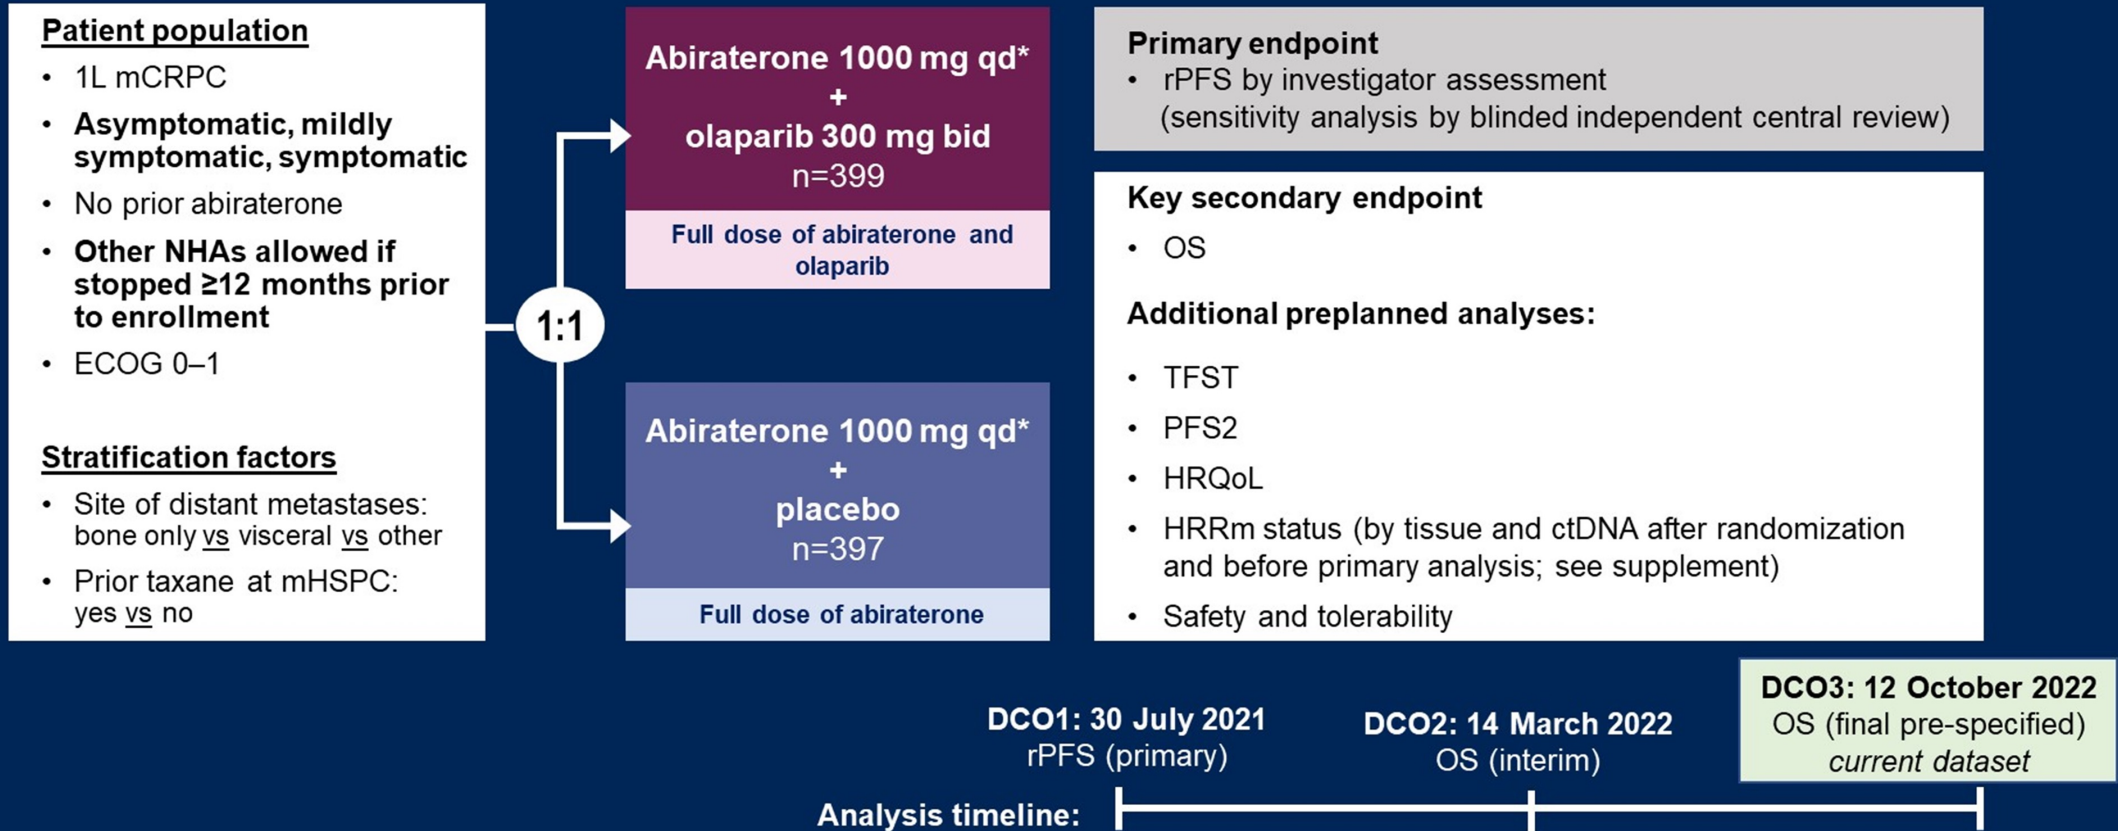 Patient population
• 1L mCRPC
• Asymptomatic, mildly
symptomatic, symptomatic
• No prior abiraterone
• Other NHAs allowed if
stopped ≥12 months prior
to enrollment
• ECOG 0–1
Stratification factors
• Site of distant metastases:
bone only vs visceral vs other
• Prior taxane at mHSPC:
yes vs no
1:1
Abiraterone 1000 mg qd*
+
olaparib 300 mg bid
n=399
Full dose of abiraterone and
olaparib
Abiraterone 1000 mg qd*
+
placebo
n=397
Full dose of abiraterone
Primary endpoint
• rPFS by investigator assessment
(sensitivity analysis by blinded independent central review)
Key secondary endpoint
• OS
Additional preplanned analyses:
• TFST
• PFS2
• HRQoL
• HRRm status (by tissue and ctDNA after randomization
and before primary analysis; see supplement)
• Safety and tolerability
DCO1: 30 July 2021
rPFS (primary)
DCO2: 14 March 2022
OS (interim)
DCO3: 12 October 2022
OS (final pre-specified)
current dataset
Analysis timeline: